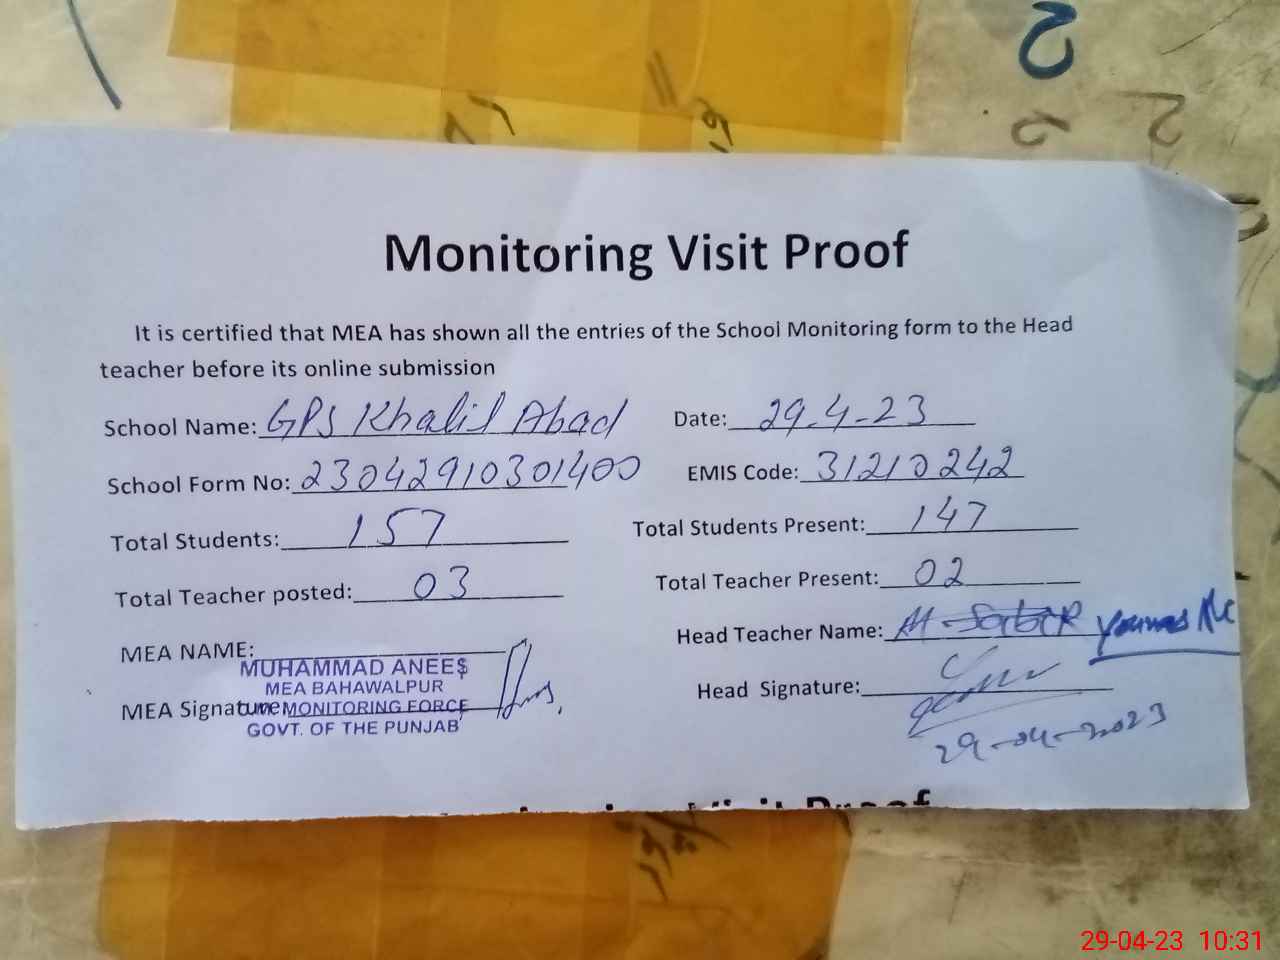 Monitoring Visit Proof
It is certified that MEA has shown all the entries of the School Monitoring form to the Head
teacher before its online submission
School Name: GPS Khalil Abad Date: 29-4-23
School Form No: 23042910301400 EMIS Code: 31210242
Total Students: 157 Total Students Present: 147
Total Teacher posted: 03 Total Teacher Present: 02
MEA NAME: Head Teacher Name:
MUHAMMAD ANEES
MEA BAHAWALPUR
MEA Signature: MONITORING FORCE Head Signature:
GOVT. OF THE PUNJAB
29-04-2023
Visit Proof
29-04-23 10:31